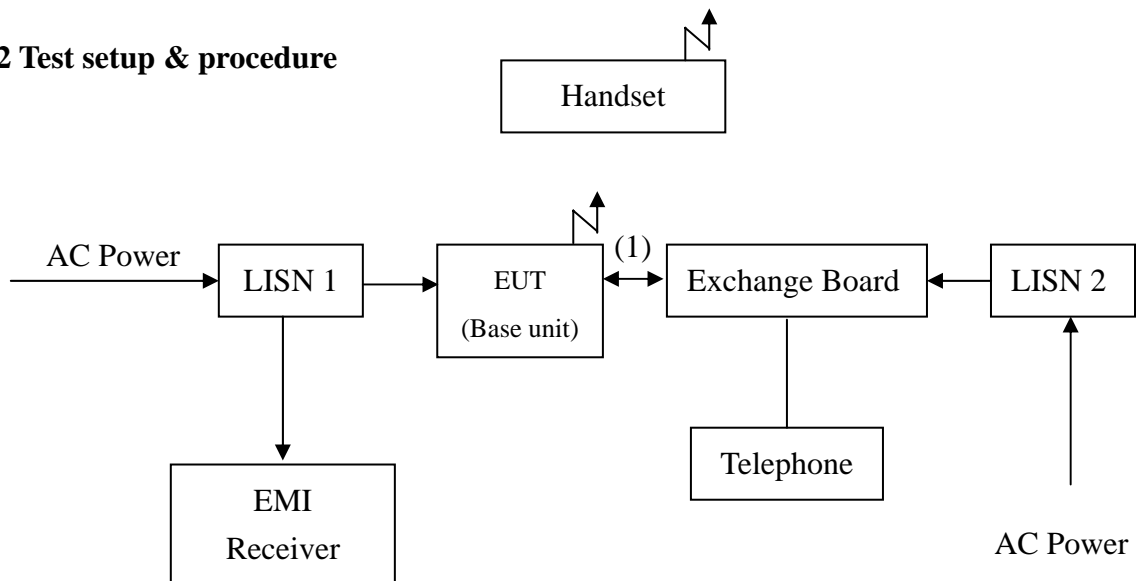 2 Test setup & procedure
Handset
AC Power
LISN 1
EUT
(Base unit)
(1)
Exchange Board
LISN 2
Telephone
EMI
Receiver
AC Power